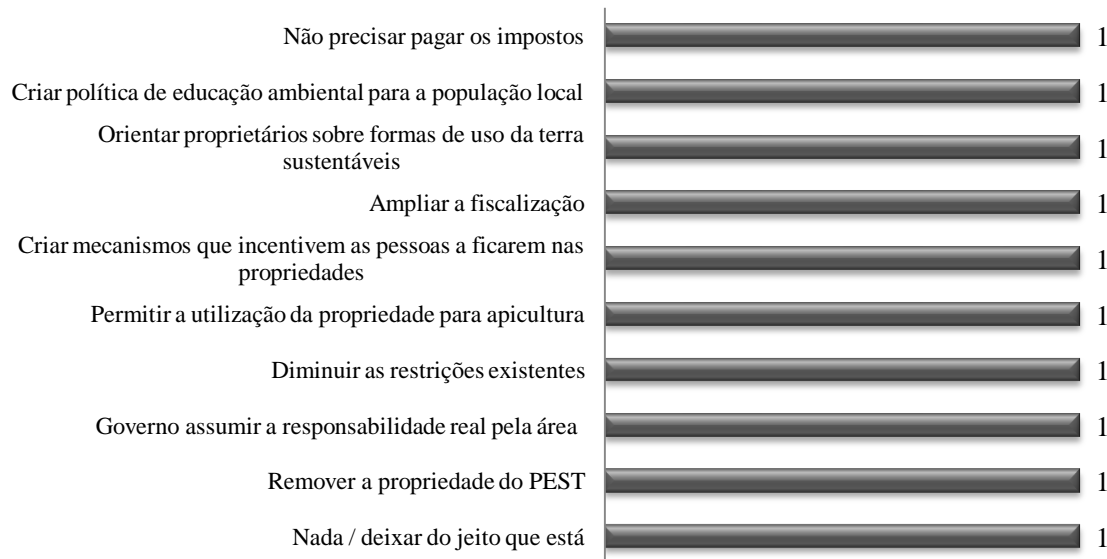 Não precisar pagar os impostos 1
Criar política de educação ambiental para a população local 1
Orientar proprietários sobre formas de uso da terra
sustentáveis 1
Ampliar a fiscalização 1
Criar mecanismos que incentivem as pessoas a ficarem nas
propriedades 1
Permitir a utilização da propriedade para apicultura 1
Diminuir as restrições existentes 1
Governo assumir a responsabilidade real pela área 1
Remover a propriedade do PEST 1
Nada / deixar do jeito que está 1